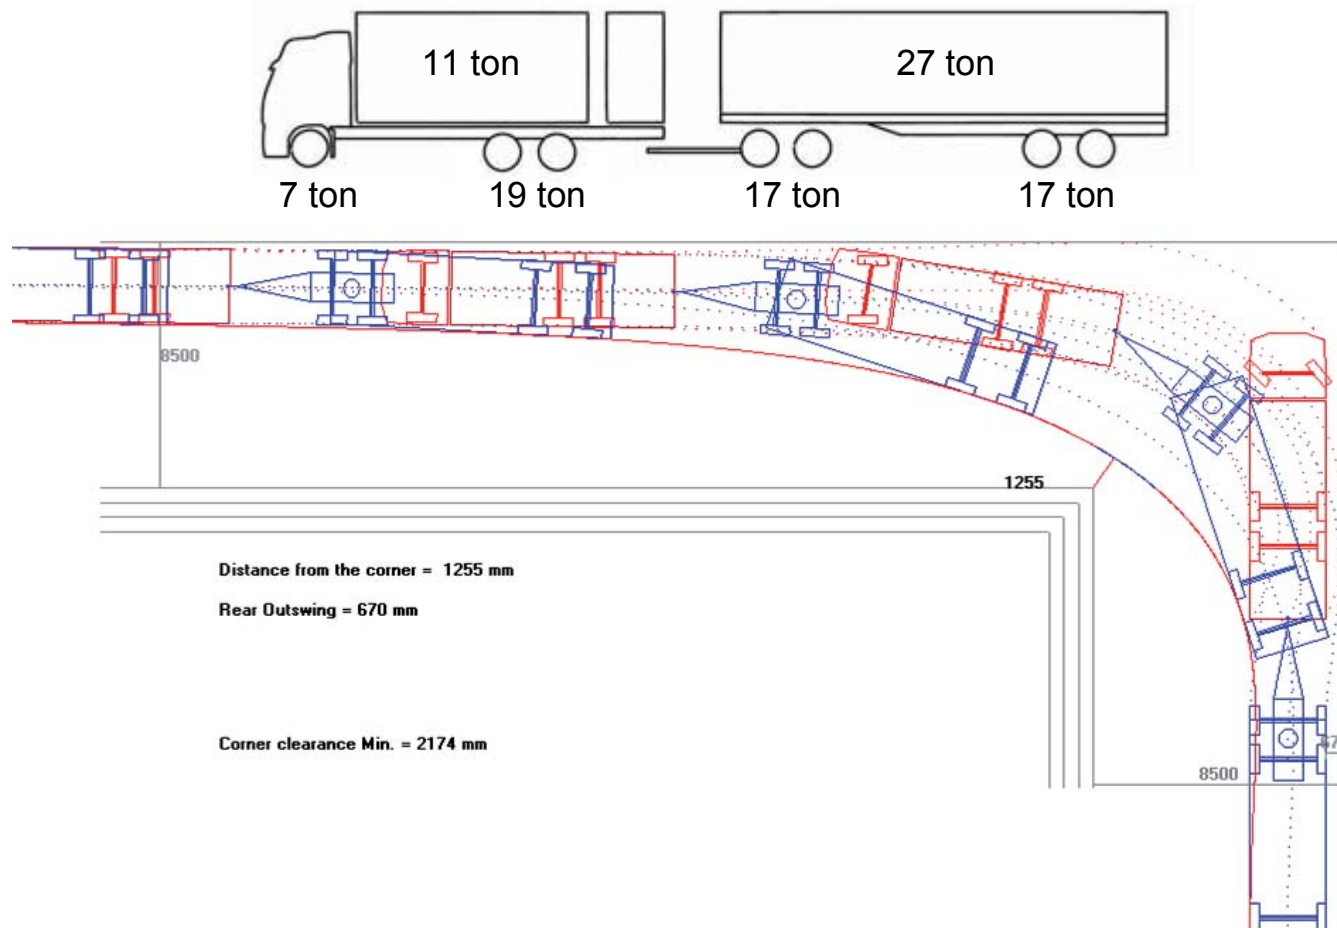 11 ton
27 ton
7 ton
19 ton
17 ton
17 ton
8500
1255
Distance from the corner = 1255 mm
Rear Outswing = 670 mm
Corner clearance Min. = 2174 mm
8500